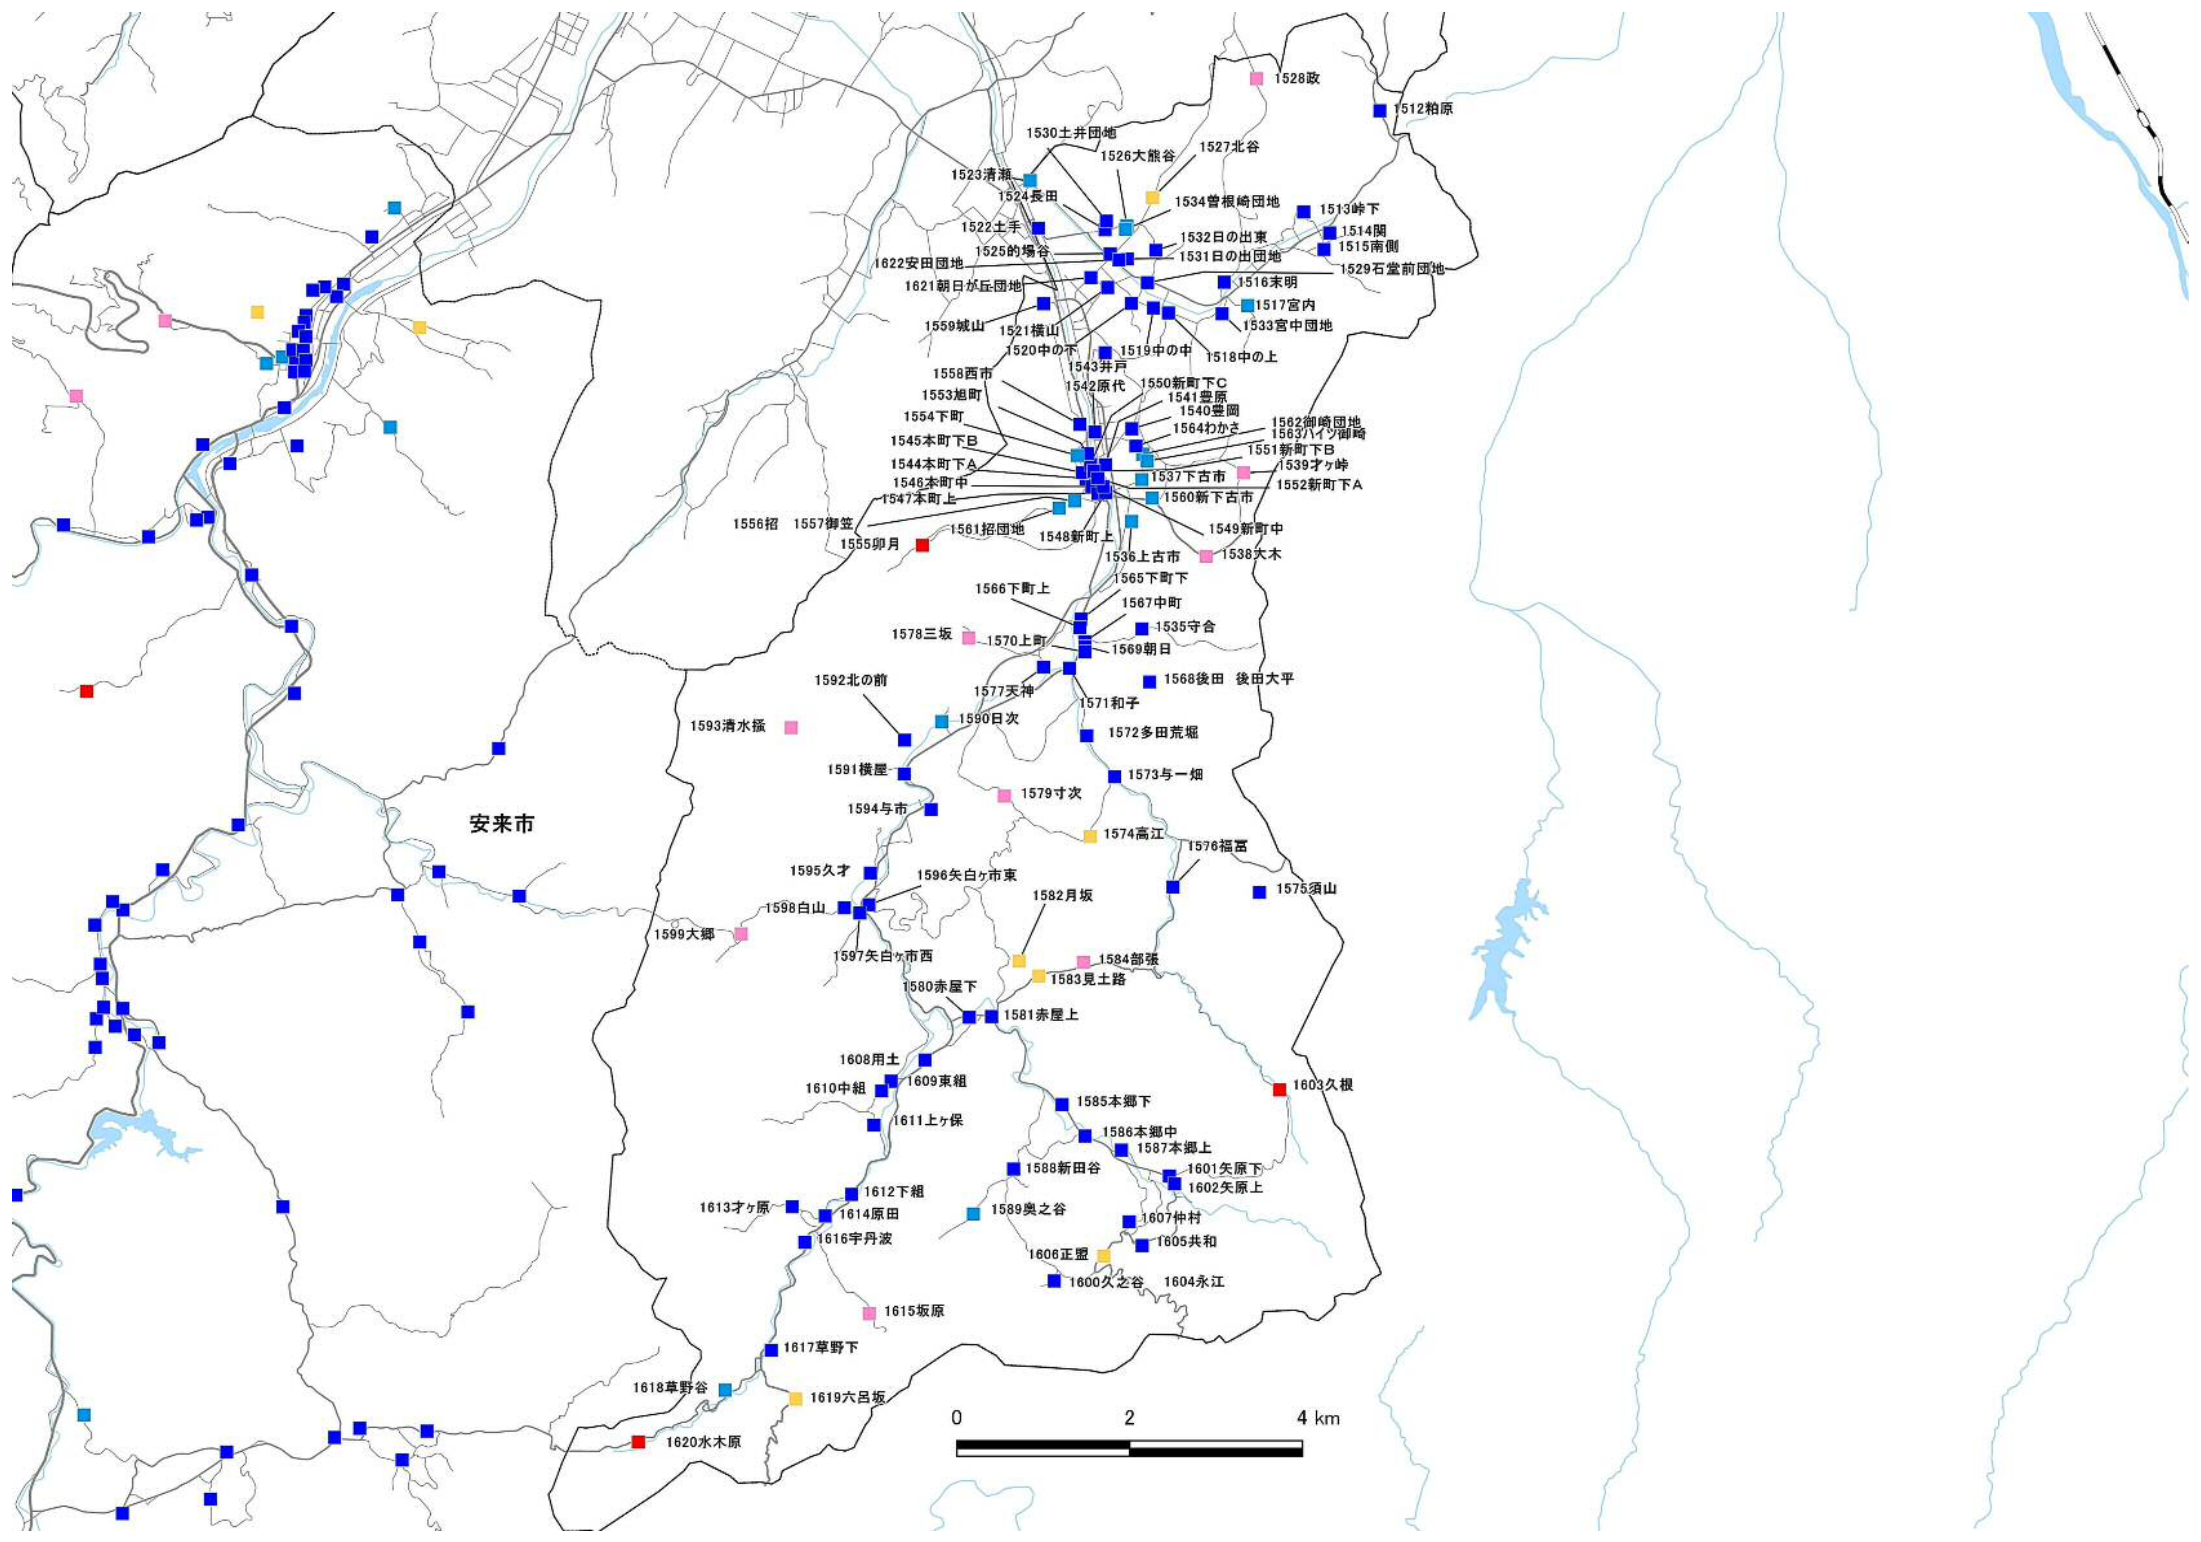 1528政
1512粕原
1530土井団地
1526大熊谷
1527北谷
1523清瀬
1524長田
1534曽根崎団地
1513峠下
1522土手
1514関
1532日の出東
1515南側
1525的場谷
1531日の出団地
1622安田団地
1529石堂前団地
1621朝日が丘団地
1516末明
1517宮内
1559城山
1521横山
1533宮中団地
1520中の下
1519中の中
1518中の上
1543井戸
1558西市
1542原代
1550新町下C
1553旭町
1541豊原
1540豊岡
1554下町
1562御崎団地
1564わかさ
1563ハイツ御崎
1545本町下B
1551新町下B
1544本町下A
1539才ヶ峠
1537下古市
1546本町中
1552新町下A
1547本町上
1560新下古市
1556招　1557御笠
1561招団地
1549新町中
1548新町上
1555卯月
1536上古市
1538大木
1565下町下
1566下町上
1567中町
1578三坂
1570上町
1535守合
1569朝日
1592北の前
1568後田　後田大平
1577天神
1571和子
1590日次
1593清水掻
1572多田荒堀
1591横屋
1573与一畑
1579寸次
1594与市
安来市
1574高江
1576福冨
1595久才
1596矢白ヶ市東
1575須山
1582月坂
1598白山
1599大郷
1597矢白ヶ市西
1584部張
1583見土路
1580赤屋下
1581赤屋上
1608用土
1609東組
1603久根
1610中組
1585本郷下
1611上ヶ保
1586本郷中
1587本郷上
1588新田谷
1601矢原下
1602矢原上
1612下組
1613才ヶ原
1614原田
1589奥之谷
1607仲村
1616宇丹波
1605共和
1606正盟
1600久之谷
1604永江
1615坂原
1617草野下
1618草野谷
1619六呂坂
0 2 4 km
1620水木原